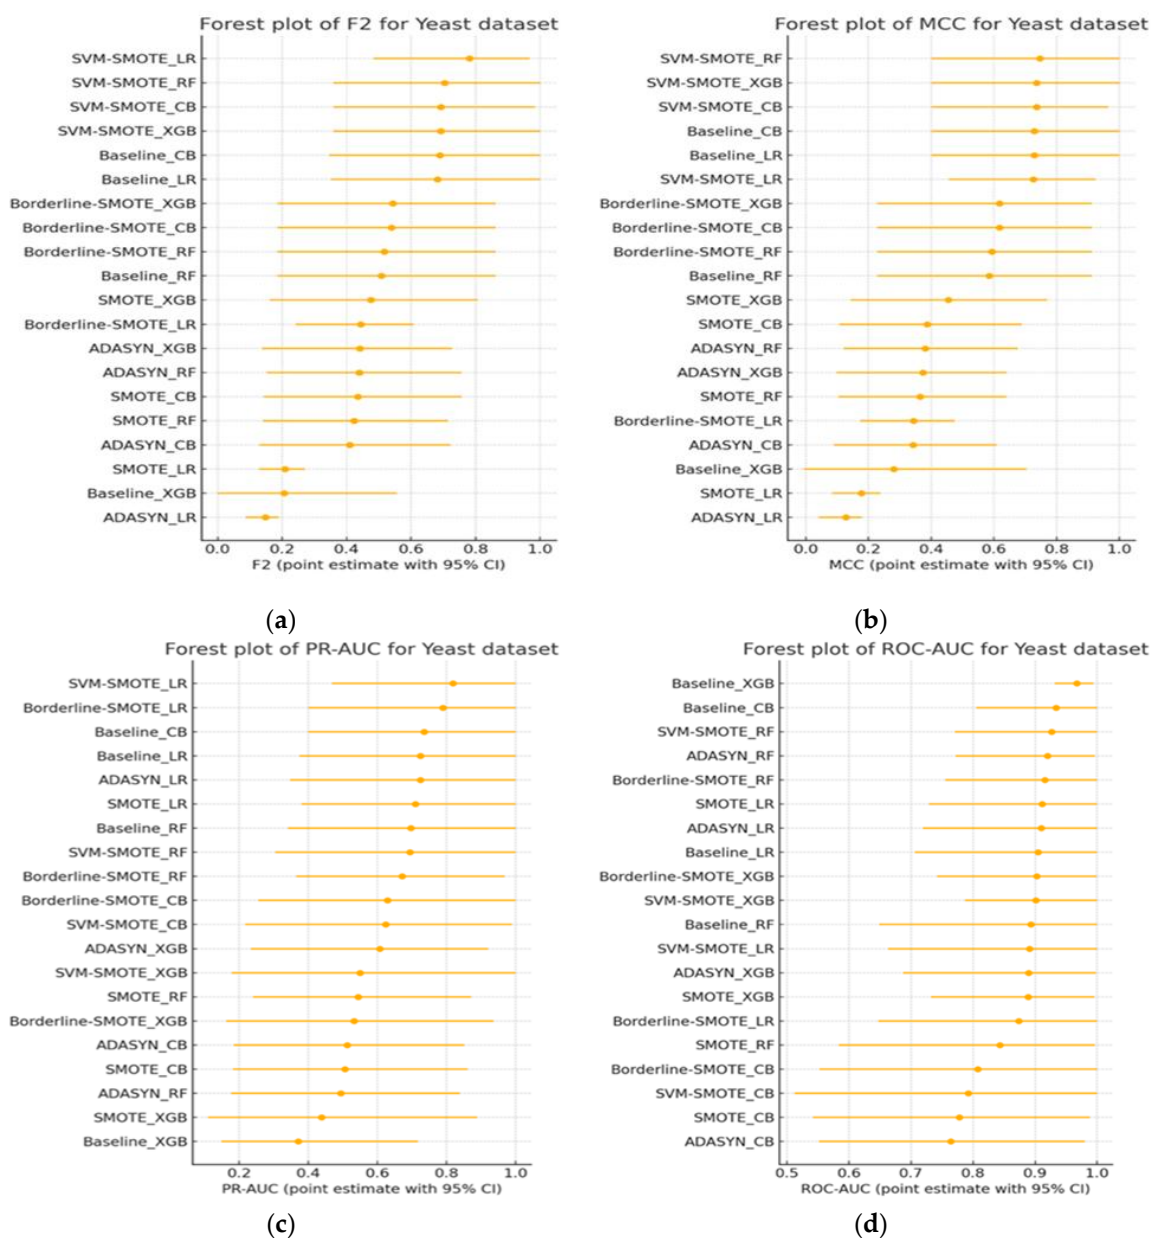 Forest plot of F2 for Yeast dataset
SVM-SMOTE_LR
SVM-SMOTE_RF
SVM-SMOTE_CB
SVM-SMOTE_XGB
Baseline_CB
Baseline_LR
Borderline-SMOTE_XGB
Borderline-SMOTE_CB
Borderline-SMOTE_RF
Baseline_RF
SMOTE_XGB
Borderline-SMOTE_LR
ADASYN_XGB
ADASYN_RF
SMOTE_CB
SMOTE_RF
ADASYN_CB
SMOTE_LR
Baseline_XGB
ADASYN_LR
0.0 0.2 0.4 0.6 0.8 1.0
F2 (point estimate with 95% CI)
(a)
Forest plot of MCC for Yeast dataset
SVM-SMOTE_RF
SVM-SMOTE_XGB
SVM-SMOTE_CB
Baseline_CB
Baseline_LR
SVM-SMOTE_LR
Borderline-SMOTE_XGB
Borderline-SMOTE_CB
Borderline-SMOTE_RF
Baseline_RF
SMOTE_XGB
SMOTE_CB
ADASYN_RF
ADASYN_XGB
SMOTE_RF
Borderline-SMOTE_LR
ADASYN_CB
Baseline_XGB
SMOTE_LR
ADASYN_LR
0.0 0.2 0.4 0.6 0.8 1.0
MCC (point estimate with 95% CI)
(b)
Forest plot of PR-AUC for Yeast dataset
SVM-SMOTE_LR
Borderline-SMOTE_LR
Baseline_CB
Baseline_LR
ADASYN_LR
SMOTE_LR
Baseline_RF
SVM-SMOTE_RF
Borderline-SMOTE_RF
Borderline-SMOTE_CB
SVM-SMOTE_CB
ADASYN_XGB
SVM-SMOTE_XGB
SMOTE_RF
Borderline-SMOTE_XGB
ADASYN_CB
SMOTE_CB
ADASYN_RF
SMOTE_XGB
Baseline_XGB
0.2 0.4 0.6 0.8 1.0
PR-AUC (point estimate with 95% CI)
(c)
Forest plot of ROC-AUC for Yeast dataset
Baseline_XGB
Baseline_CB
SVM-SMOTE_RF
ADASYN_RF
Borderline-SMOTE_RF
SMOTE_LR
ADASYN_LR
Baseline_LR
Borderline-SMOTE_XGB
SVM-SMOTE_XGB
Baseline_RF
SVM-SMOTE_LR
ADASYN_XGB
SMOTE_XGB
Borderline-SMOTE_LR
SMOTE_RF
Borderline-SMOTE_CB
SVM-SMOTE_CB
SMOTE_CB
ADASYN_CB
0.5 0.6 0.7 0.8 0.9 1.0
ROC-AUC (point estimate with 95% CI)
(d)